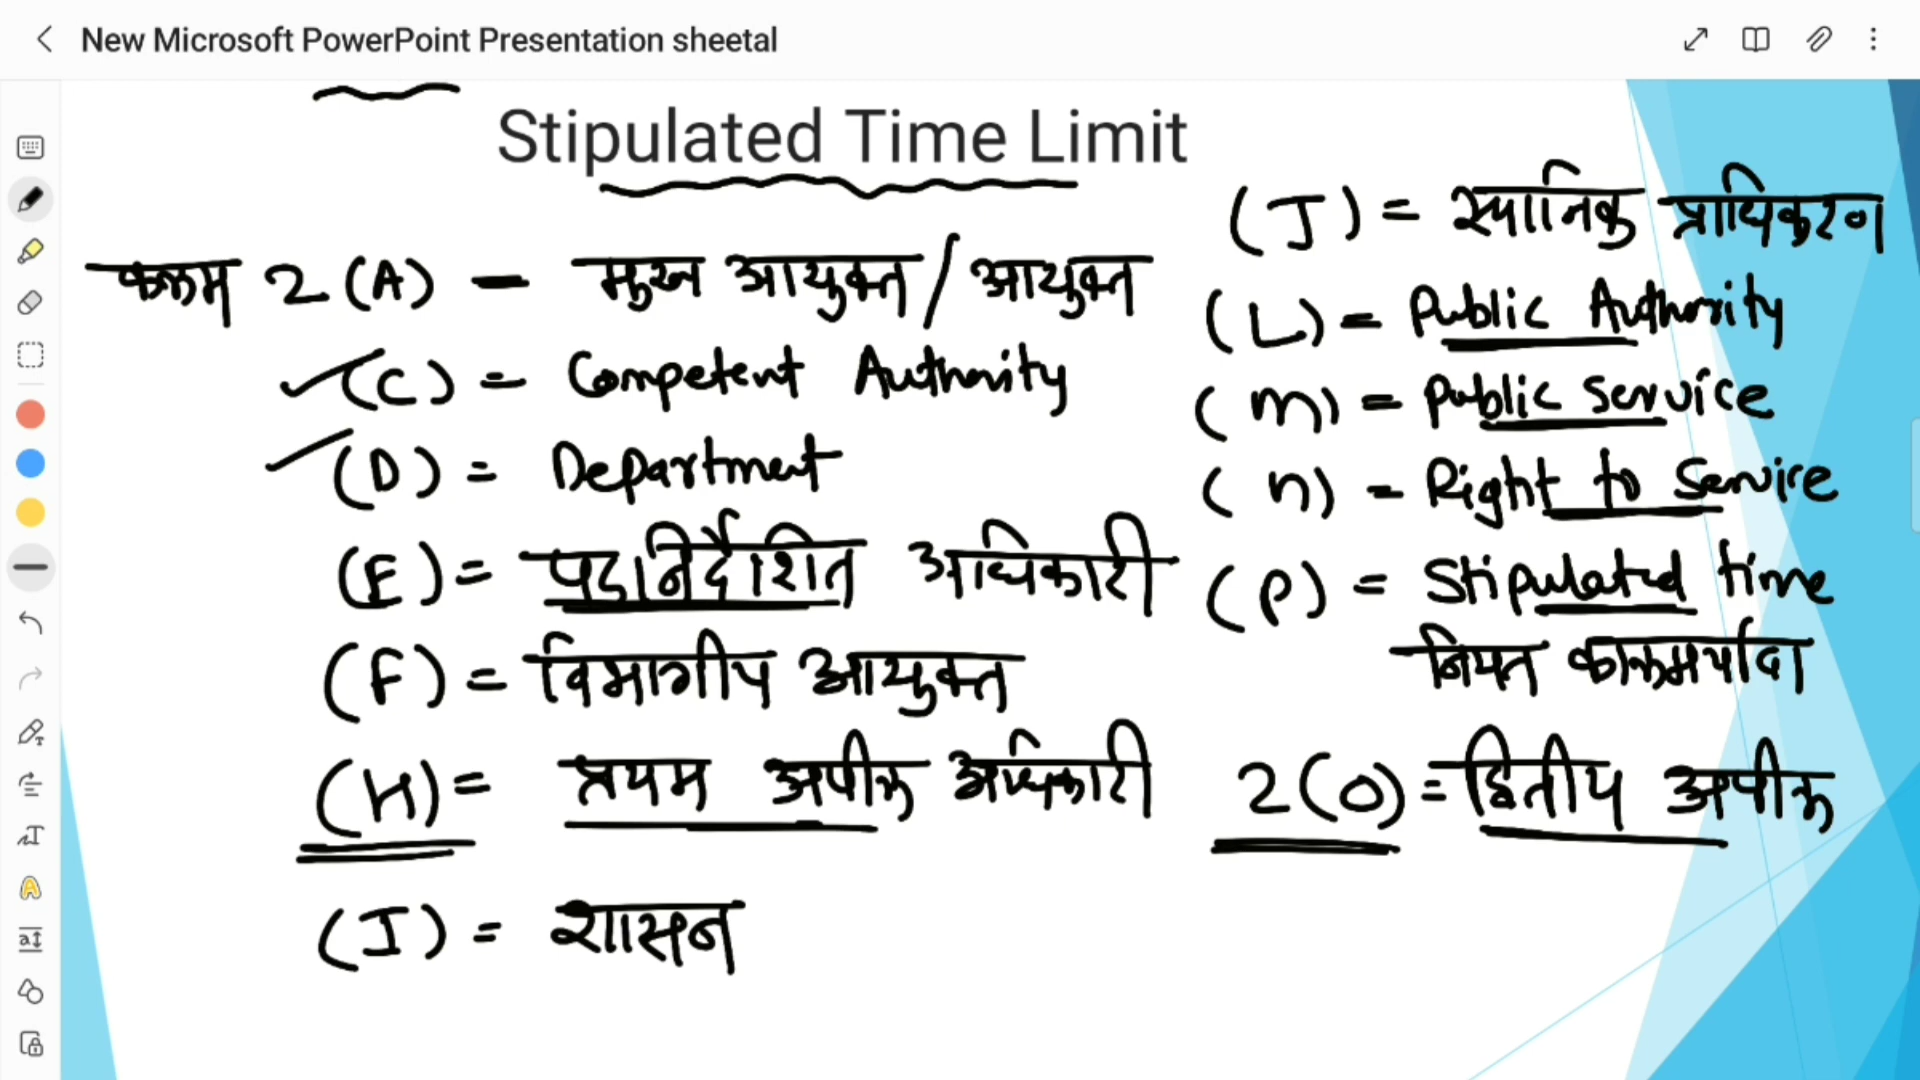 New Microsoft PowerPoint Presentation sheetal
Stipulated Time Limit
कलम 2 (A) - मुख्य आयुक्त / आयुक्त
(C) = Competent Authority
(D) = Department
(E) = पदनिर्देशित अधिकारी
(F) = विभागीय आयुक्त
(H) = प्रथम अपील अधिकारी
(I) = शासन
(J) = स्थानिक प्राधिकरण
(L) = Public Authority
(m) = Public Service
(n) = Right to Service
(P) = Stipulated time
नियत कालमर्यादा
2 (O) = द्वितीय अपील